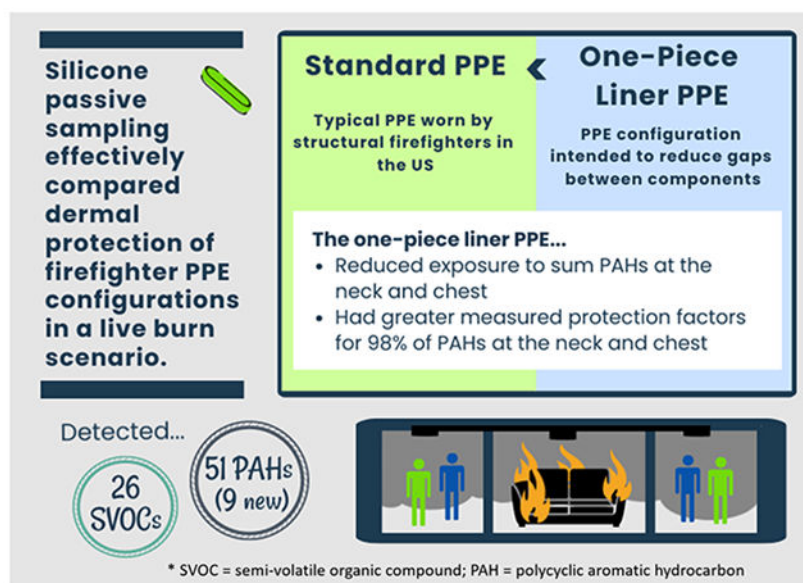 Silicone
passive
sampling
effectively
compared
dermal
protection of
firefighter PPE
configurations
in a live burn
scenario.
Standard PPE
<
One-Piece
Liner PPE
Typical PPE worn by
structural firefighters in
the US
PPE configuration
intended to reduce gaps
between components
The one-piece liner PPE...
• Reduced exposure to sum PAHs at the
neck and chest
• Had greater measured protection factors
for 98% of PAHs at the neck and chest
Detected...
26
SVOCs
51 PAHs
(9 new)
* SVOC = semi-volatile organic compound; PAH = polycyclic aromatic hydrocarbon